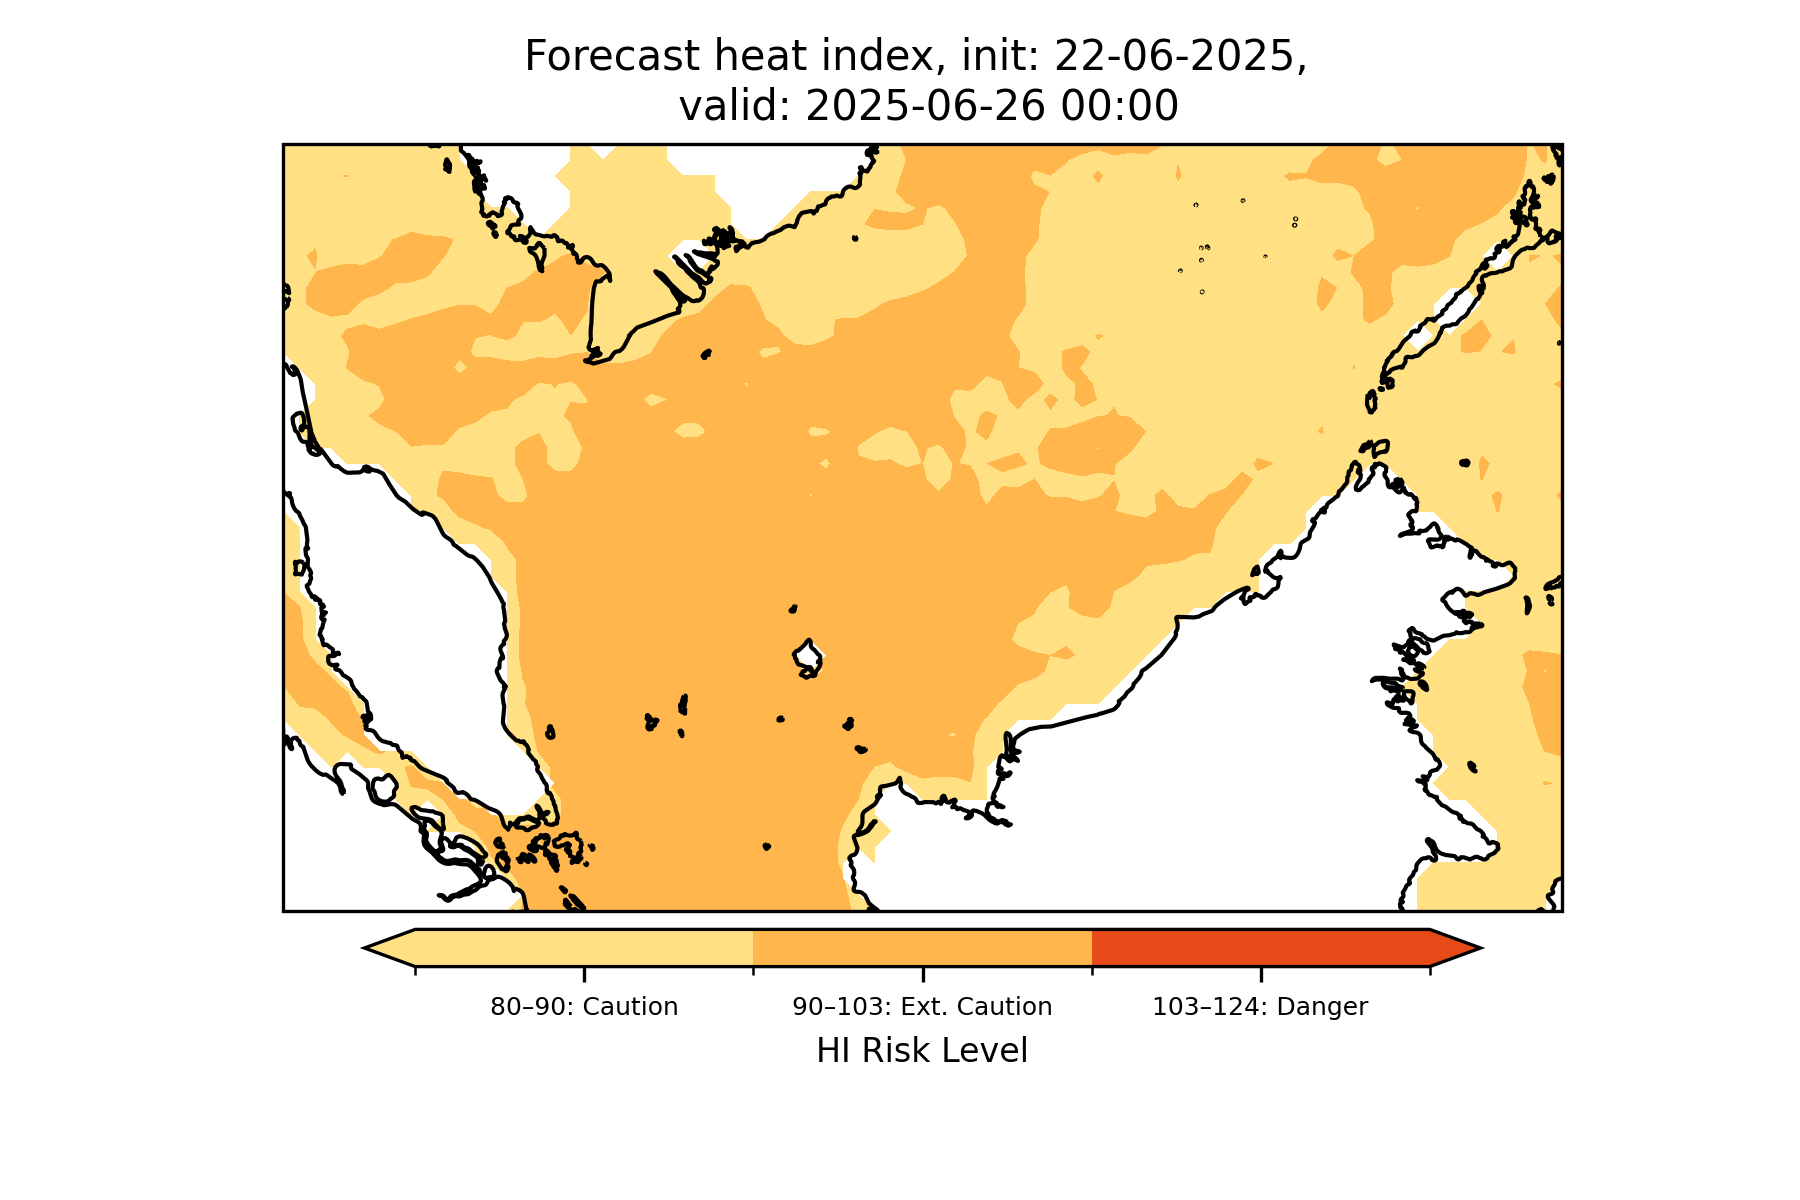 Forecast heat index, init: 22-06-2025,
valid: 2025-06-26 00:00
80–90: Caution
90–103: Ext. Caution
103–124: Danger
HI Risk Level